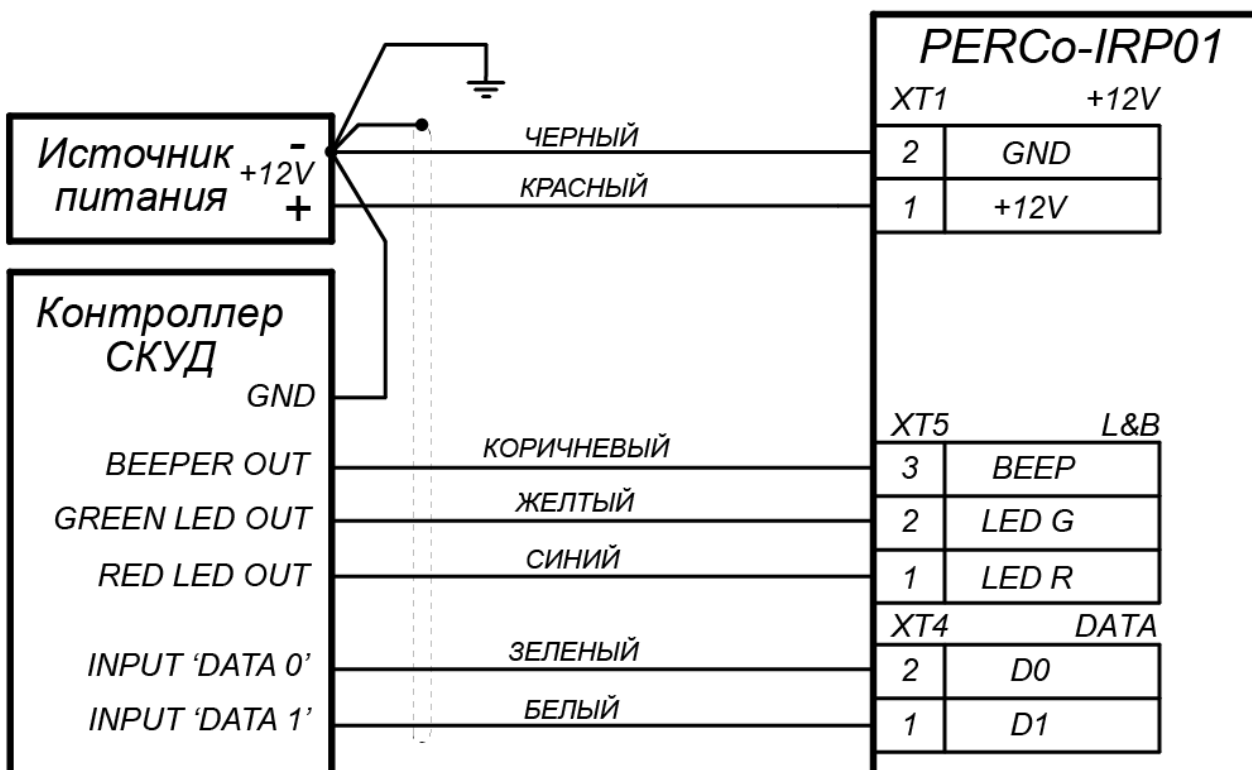 PERCo-IRP01
XT1 +12V
2 GND
1 +12V
Источник
питания
-
+12V
+
ЧЕРНЫЙ
КРАСНЫЙ
Контроллер
СКУД
GND
BEEPER OUT
GREEN LED OUT
RED LED OUT
INPUT ‘DATA 0’
INPUT ‘DATA 1’
КОРИЧНЕВЫЙ
ЖЕЛТЫЙ
СИНИЙ
ЗЕЛЕНЫЙ
БЕЛЫЙ
XT5 L&B
3 BEEP
2 LED G
1 LED R
XT4 DATA
2 D0
1 D1